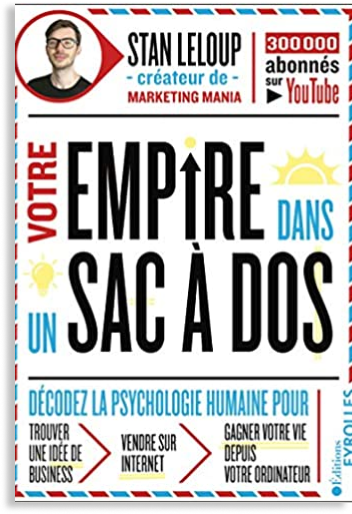 STAN LELOUP
- créateur de -
MARKETING MANIA
300 000
abonnés
sur YouTube
VOTRE
EMPIRE
DANS
UN
SAC À DOS
DÉCODEZ LA PSYCHOLOGIE HUMAINE POUR
TROUVER
UNE IDÉE DE
BUSINESS
VENDRE SUR
INTERNET
GAGNER VOTRE VIE
DEPUIS
VOTRE ORDINATEUR
Éditions
EYROLLES